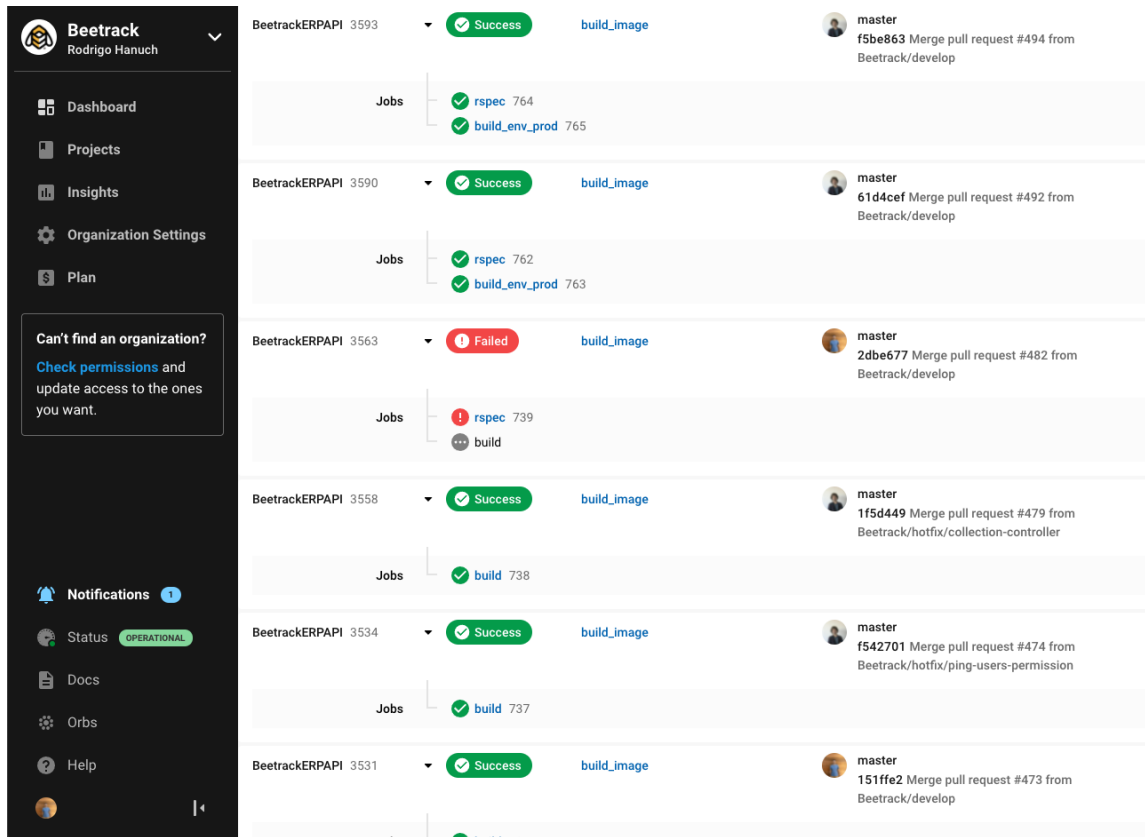 Beetrack
Rodrigo Hanuch
Dashboard
Projects
Insights
Organization Settings
Plan
Can't find an organization?
Check permissions and
update access to the ones
you want.
Notifications 1
Status OPERATIONAL
Docs
Orbs
Help
BeetrackERPAPI 3593 Success build_image master
f5be863 Merge pull request #494 from
Beetrack/develop
Jobs rspec 764
build_env_prod 765
BeetrackERPAPI 3590 Success build_image master
61d4cef Merge pull request #492 from
Beetrack/develop
Jobs rspec 762
build_env_prod 763
BeetrackERPAPI 3563 Failed build_image master
2dbe677 Merge pull request #482 from
Beetrack/develop
Jobs rspec 739
build
BeetrackERPAPI 3558 Success build_image master
1f5d449 Merge pull request #479 from
Beetrack/hotfix/collection-controller
Jobs build 738
BeetrackERPAPI 3534 Success build_image master
f542701 Merge pull request #474 from
Beetrack/hotfix/ping-users-permission
Jobs build 737
BeetrackERPAPI 3531 Success build_image master
151ffe2 Merge pull request #473 from
Beetrack/develop